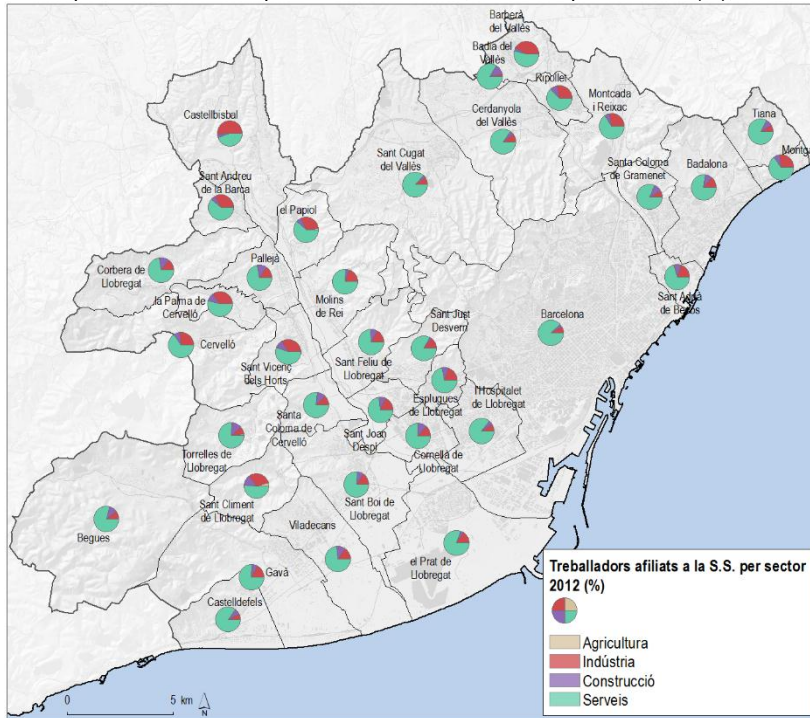 Barberà
del Vallès
Badia del
Vallès
Ripollet
Montcada
i Reixac
Tiana
Castellbisbal
Cerdanyola
del Vallès
Sant Cugat
del Vallès
Santa Coloma
de Gramenet
Badalona
Sant Andreu
de la Barca
el Papiol
Corbera de
Llobregat
Pallejà
Molins
de Rei
la Palma de
Cervelló
Sant Just
Desvern
Barcelona
Sant Adrià
de Besòs
Cervelló
Sant Vicenç
dels Horts
Sant Feliu de
Llobregat
Esplugues
de Llobregat
l'Hospitalet
de Llobregat
Santa
Coloma de
Cervelló
Sant Joan
Despí
Cornellà de
Llobregat
Torrelles de
Llobregat
Sant Climent
de Llobregat
Sant Boi de
Llobregat
Begues
Viladecans
el Prat de
Llobregat
Gavà
Castelldefels
Treballadors afiliats a la S.S. per sector
2012 (%)
Agricultura
Indústria
Construcció
Serveis
0 5 km
N